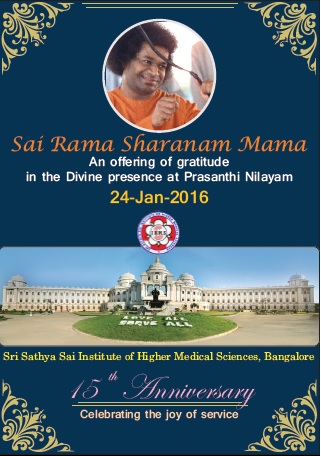 Sai Rama Sharanam Mama
An offering of gratitude
in the Divine presence at Prasanthi Nilayam
24-Jan-2016
LOVE ALL
SERVE ALL
Sri Sathya Sai Institute of Higher Medical Sciences, Bangalore
15th Anniversary
Celebrating the joy of service